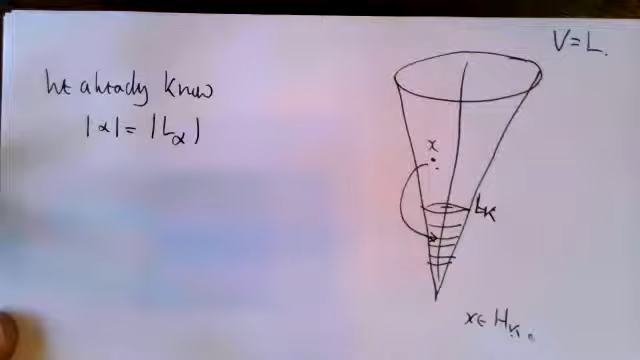 V=L.
We already know
|α| = |L_α|
x
L_κ
x ∈ H_κ.